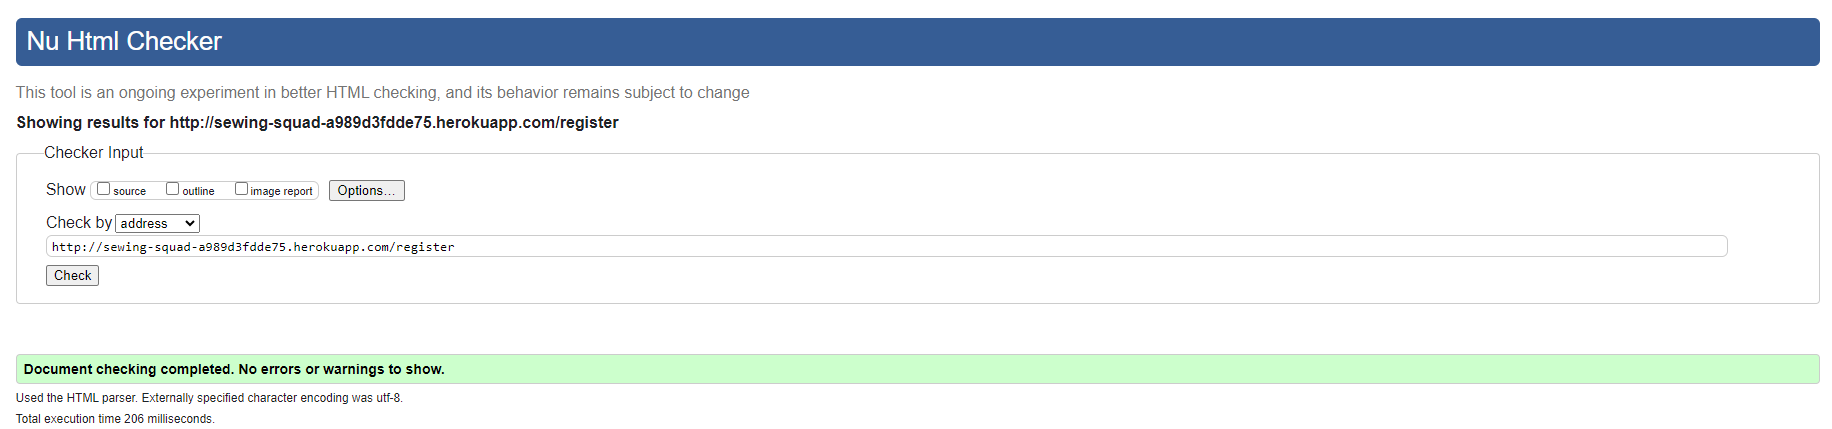 Nu Html Checker
This tool is an ongoing experiment in better HTML checking, and its behavior remains subject to change
Showing results for http://sewing-squad-a989d3fdde75.herokuapp.com/register
Checker Input
Show source outline image report Options...
Check by address
http://sewing-squad-a989d3fdde75.herokuapp.com/register
Check
Document checking completed. No errors or warnings to show.
Used the HTML parser. Externally specified character encoding was utf-8.
Total execution time 206 milliseconds.